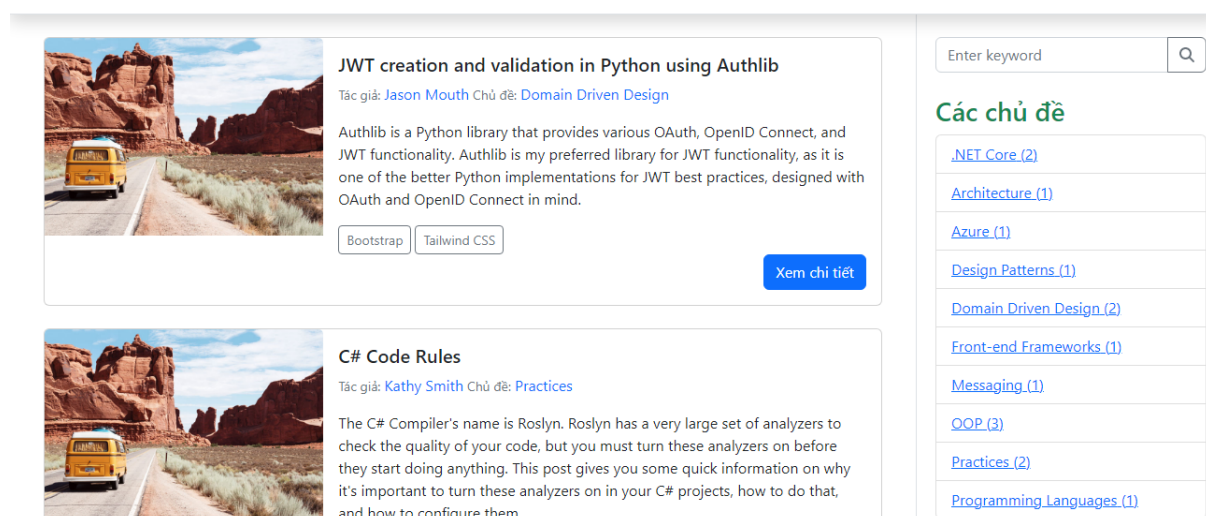 JWT creation and validation in Python using Authlib
Tác giả: Jason Mouth Chủ đề: Domain Driven Design
Authlib is a Python library that provides various OAuth, OpenID Connect, and
JWT functionality. Authlib is my preferred library for JWT functionality, as it is
one of the better Python implementations for JWT best practices, designed with
OAuth and OpenID Connect in mind.
Bootstrap
Tailwind CSS
Xem chi tiết
C# Code Rules
Tác giả: Kathy Smith Chủ đề: Practices
The C# Compiler's name is Roslyn. Roslyn has a very large set of analyzers to
check the quality of your code, but you must turn these analyzers on before
they start doing anything. This post gives you some quick information on why
it's important to turn these analyzers on in your C# projects, how to do that,
and how to configure them
Enter keyword
Các chủ đề
.NET Core (2)
Architecture (1)
Azure (1)
Design Patterns (1)
Domain Driven Design (2)
Front-end Frameworks (1)
Messaging (1)
OOP (3)
Practices (2)
Programming Languages (1)